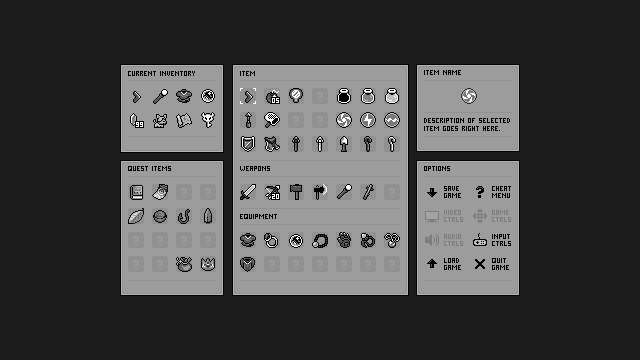 CURRENT INVENTORY
99
ITEM
05
ITEM NAME
DESCRIPTION OF SELECTED
ITEM GOES RIGHT HERE.
QUEST ITEMS
? ?
? ? ? ?
? ?
WEAPONS
20
?
EQUIPMENT
? ? ? ? ? ?
OPTIONS
SAVE
GAME
? CHEAT
MENU
VIDEO
CTRLS
GAME
CTRLS
AUDIO
CTRLS
INPUT
CTRLS
LOAD
GAME
QUIT
GAME